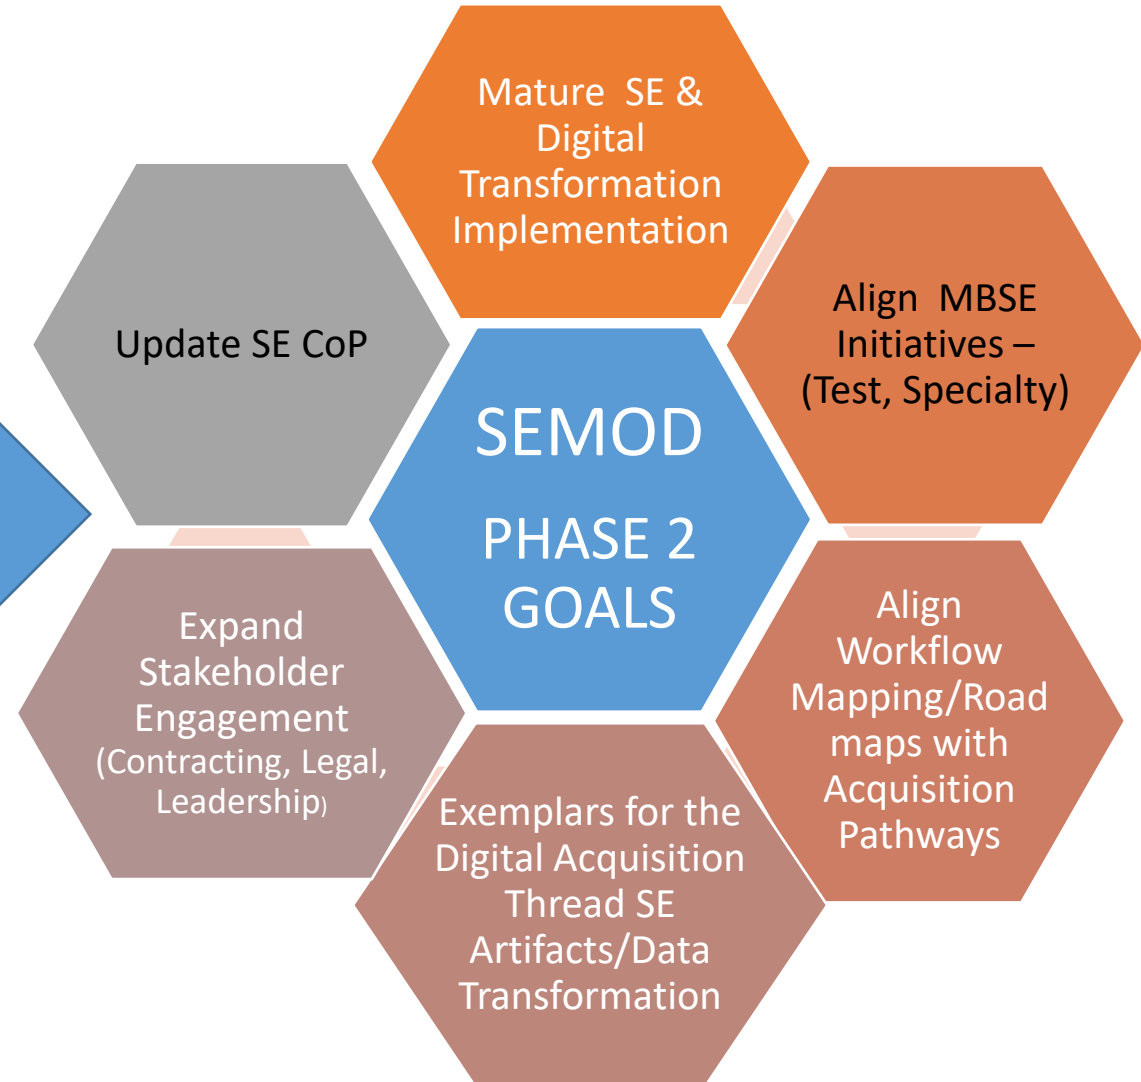 Mature SE &
Digital
Transformation
Implementation
Align MBSE
Initiatives –
(Test, Specialty)
Update SE CoP
SEMOD
PHASE 2
GOALS
Align
Workflow
Mapping/Road
maps with
Acquisition
Pathways
Expand
Stakeholder
Engagement
(Contracting, Legal,
Leadership)
Exemplars for the
Digital Acquisition
Thread SE
Artifacts/Data
Transformation